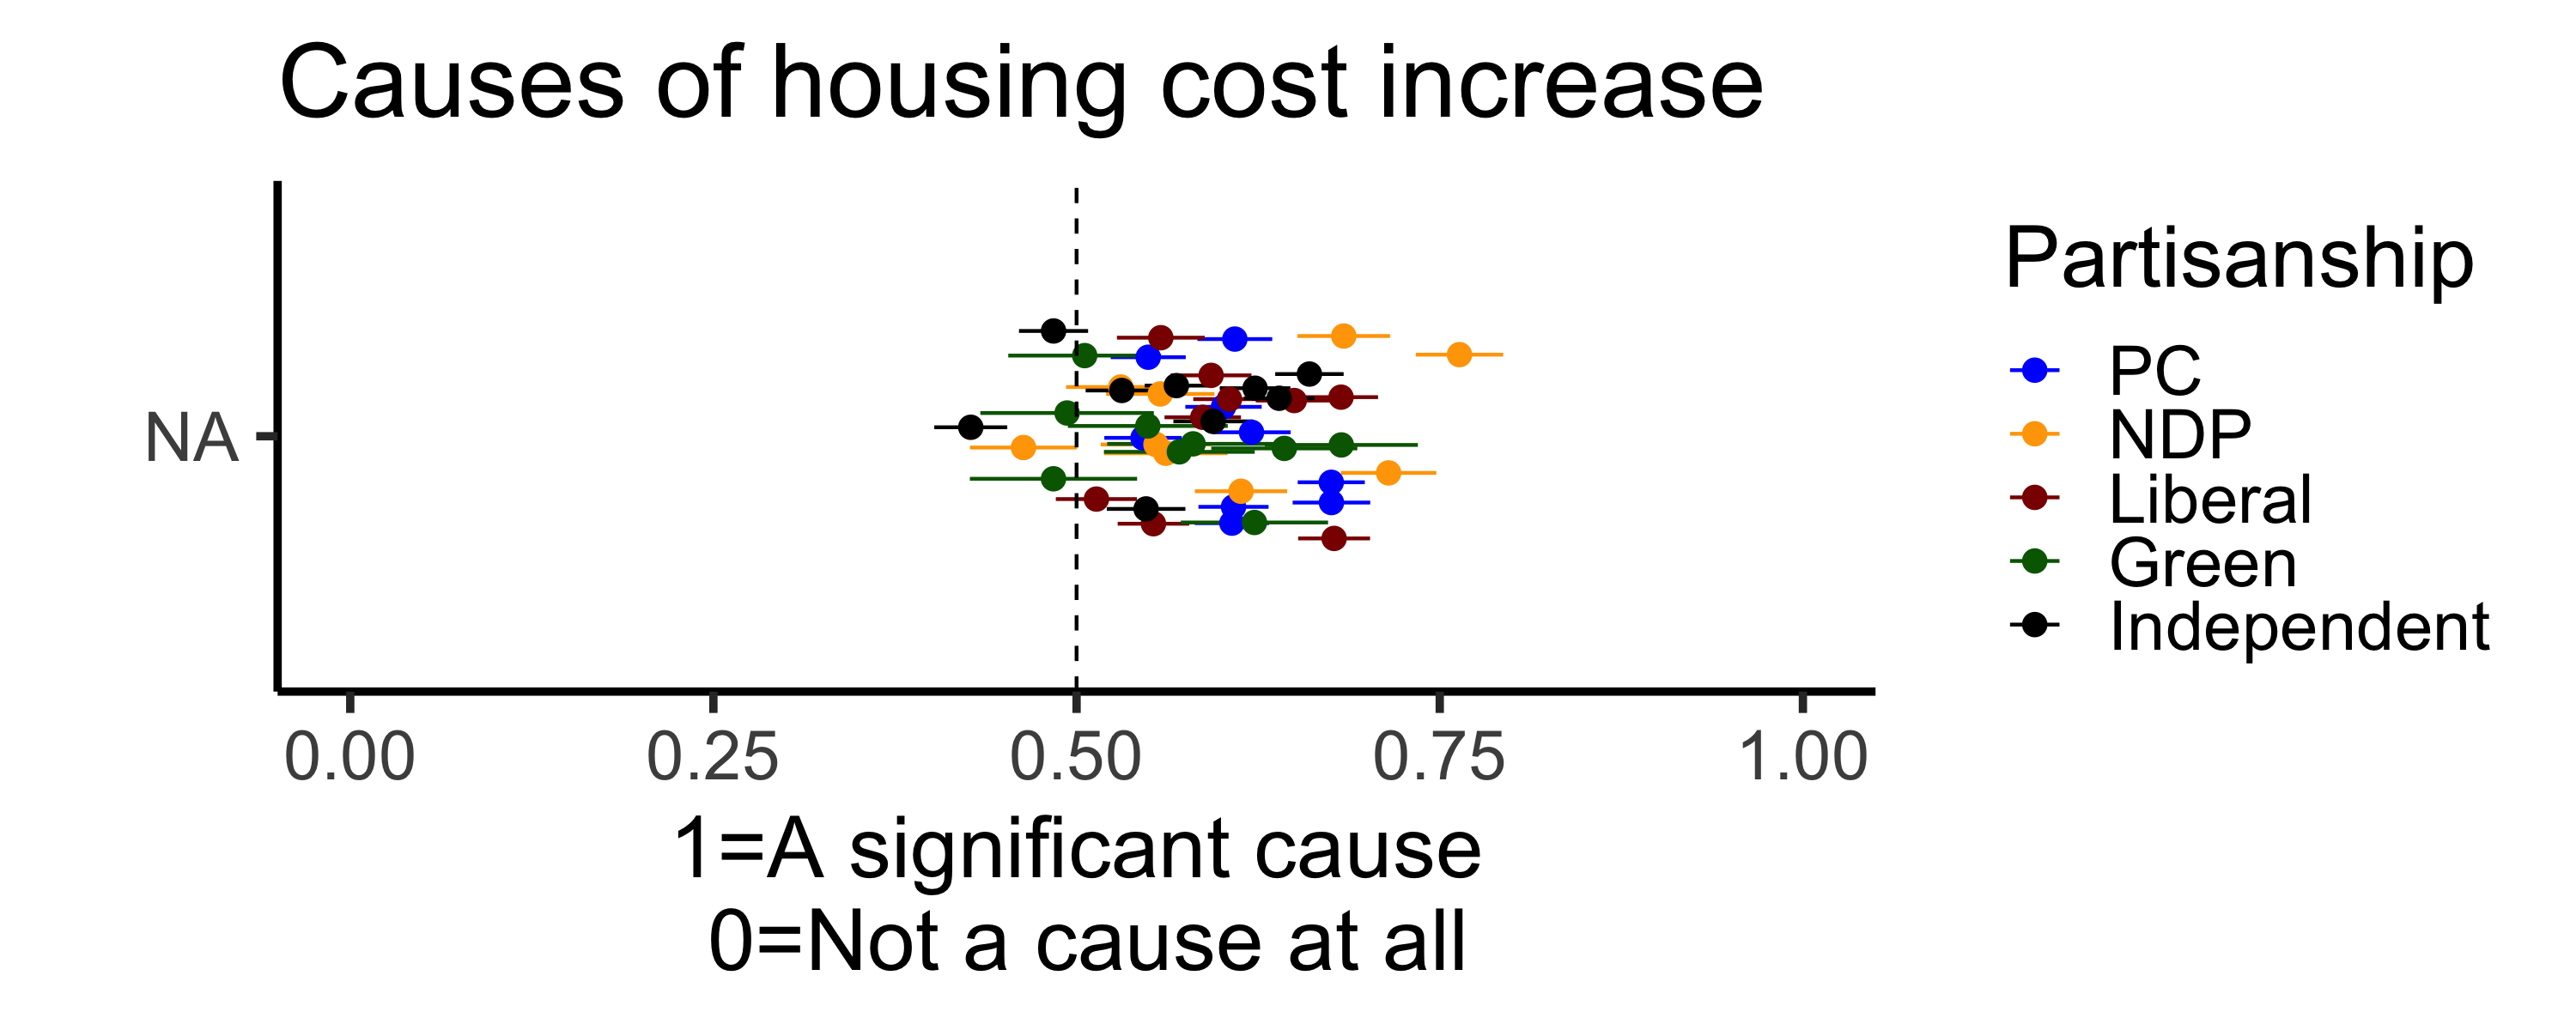 Causes of housing cost increase
NA
0.00 0.25 0.50 0.75 1.00
1=A significant cause
0=Not a cause at all
Partisanship
PC
NDP
Liberal
Green
Independent